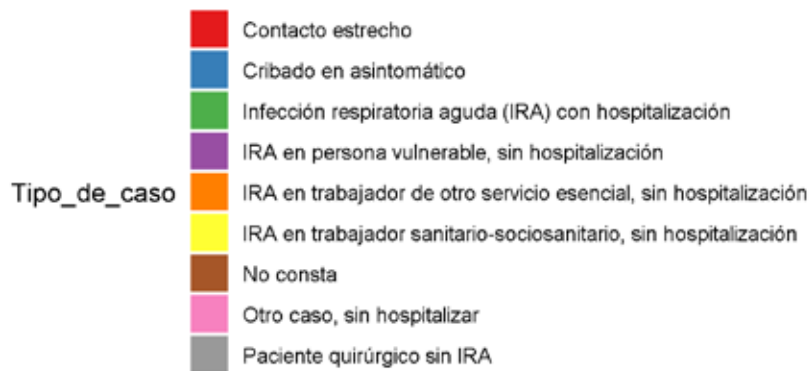 Contacto estrecho
Cribado en asintomático
Infección respiratoria aguda (IRA) con hospitalización
IRA en persona vulnerable, sin hospitalización
Tipo_de_caso
IRA en trabajador de otro servicio esencial, sin hospitalización
IRA en trabajador sanitario-sociosanitario, sin hospitalización
No consta
Otro caso, sin hospitalizar
Paciente quirúrgico sin IRA